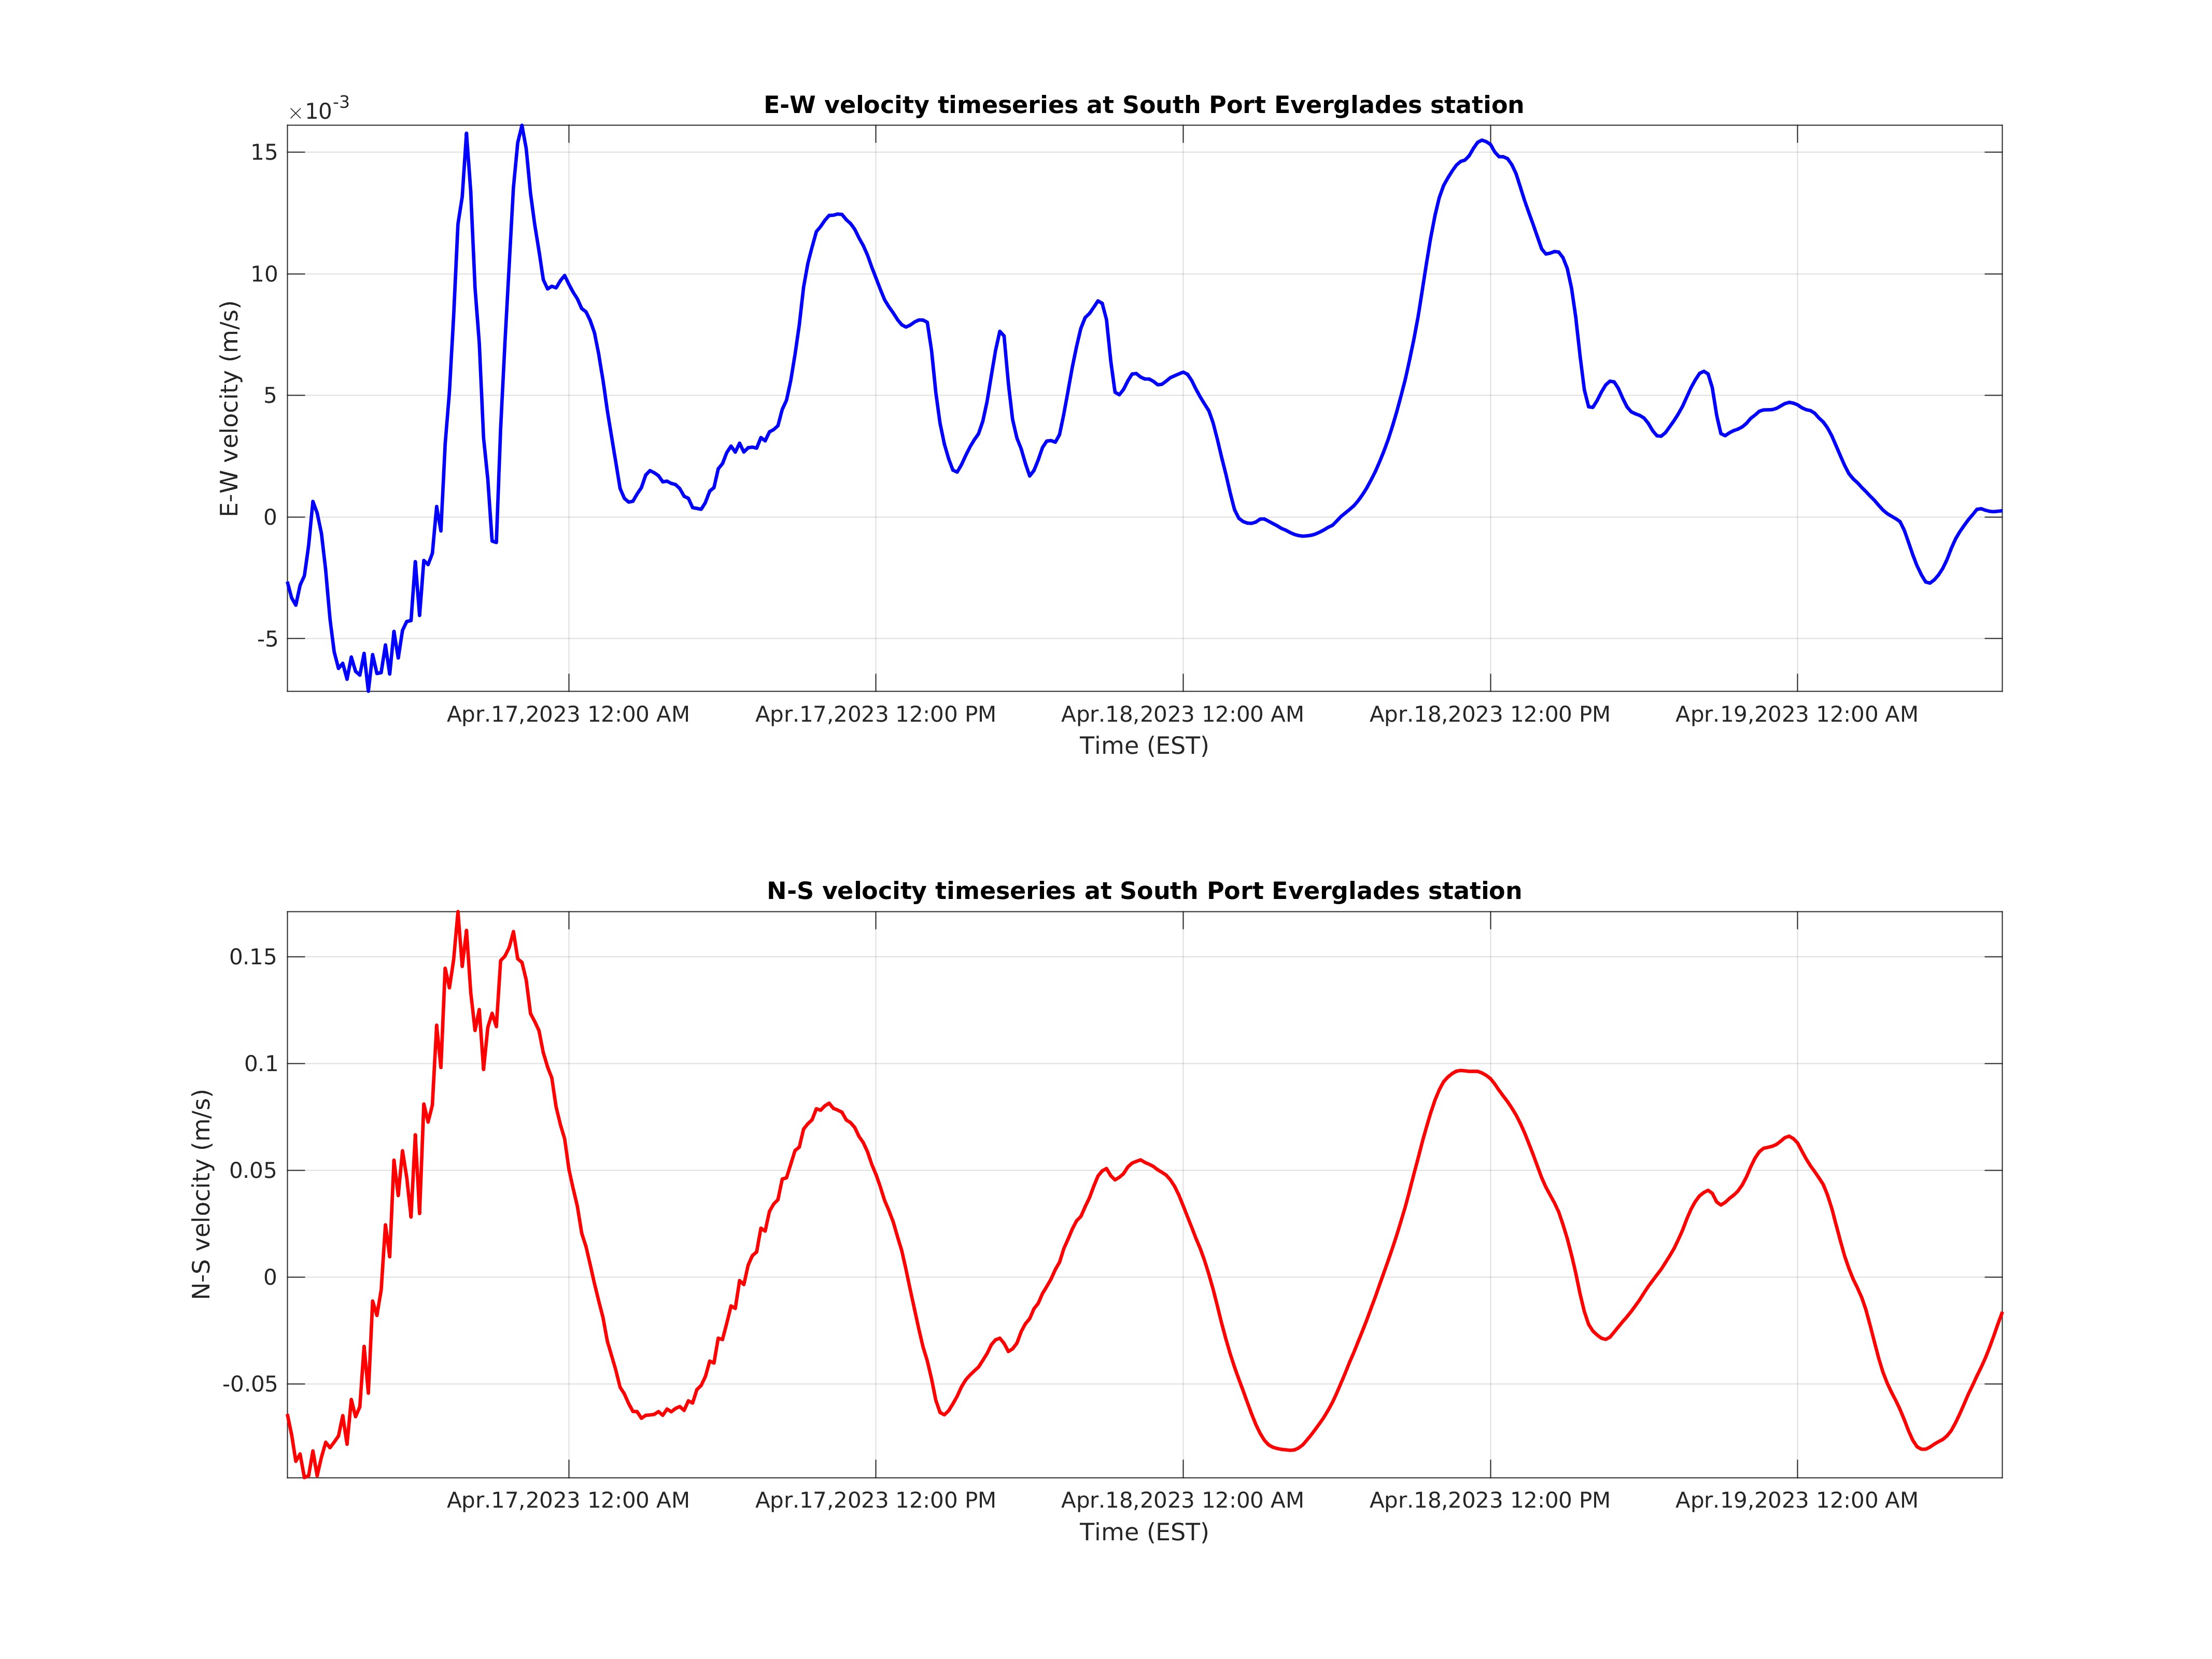 ×10-3
E-W velocity timeseries at South Port Everglades station
15
10
5
0
-5
E-W velocity (m/s)
Apr.17,2023 12:00 AM Apr.17,2023 12:00 PM Apr.18,2023 12:00 AM Apr.18,2023 12:00 PM Apr.19,2023 12:00 AM
Time (EST)
N-S velocity timeseries at South Port Everglades station
0.15
0.1
0.05
0
-0.05
N-S velocity (m/s)
Apr.17,2023 12:00 AM Apr.17,2023 12:00 PM Apr.18,2023 12:00 AM Apr.18,2023 12:00 PM Apr.19,2023 12:00 AM
Time (EST)